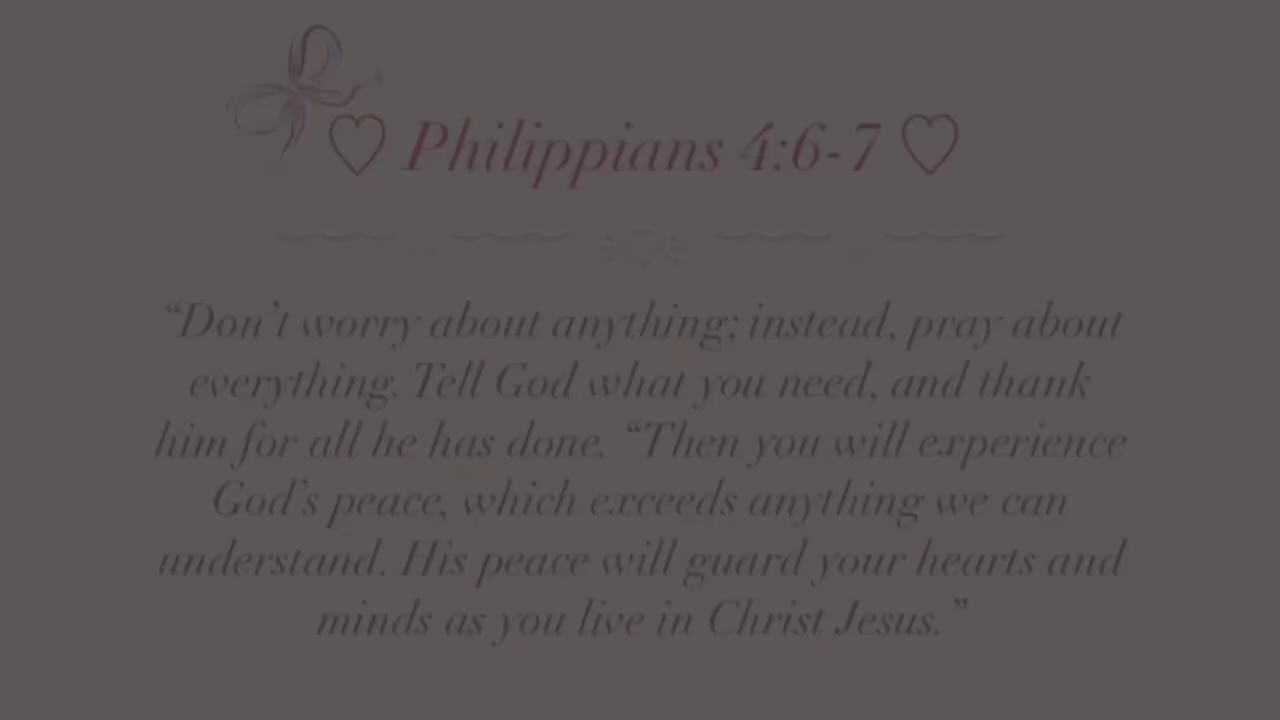 ♡ Philippians 4:6-7 ♡
“Don’t worry about anything; instead, pray about
everything. Tell God what you need, and thank
him for all he has done. “Then you will experience
God’s peace, which exceeds anything we can
understand. His peace will guard your hearts and
minds as you live in Christ Jesus.”